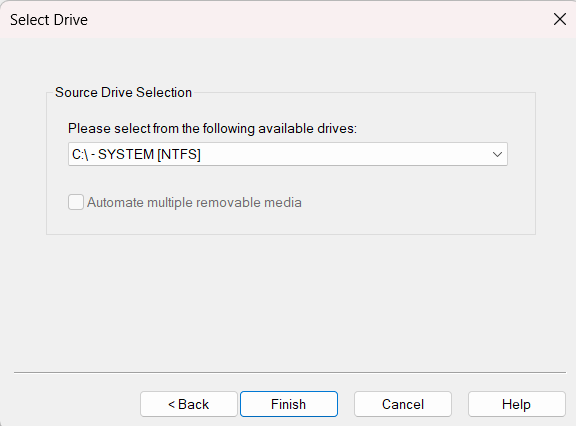 Select Drive
Source Drive Selection
Please select from the following available drives:
C:\ - SYSTEM [NTFS]
Automate multiple removable media
< Back
Finish
Cancel
Help